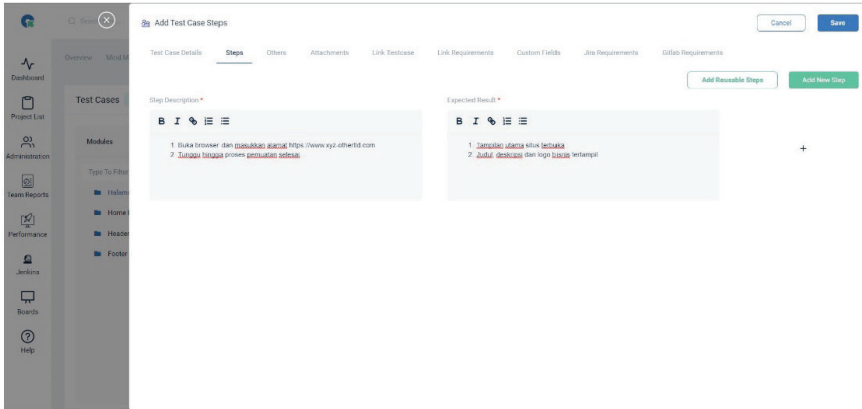 Add Test Case Steps
Cancel
Save
Overview Mind M
Test Case Details Steps Others Attachments Link Testcase Link Requirements Custom Fields Jira Requirements Gitlab Requirements
Dashboard
Add Reusable Steps
Add New Step
Test Cases
Step Description *
Expected Result *
Project List
B I
B I
Modules
1. Buka browser dan masukkan alamat https://www.xyz-otherltd.com
2. Tunggu hingga proses pemuatan selesai
1. Tampilan utama situs terbuka
2. Judul, deskripsi dan logo bisnis tertampil
Administration
Type To Filter
Halam
Team Reports
Home
Performance
Header
Footer
Jenkins
Boards
Help